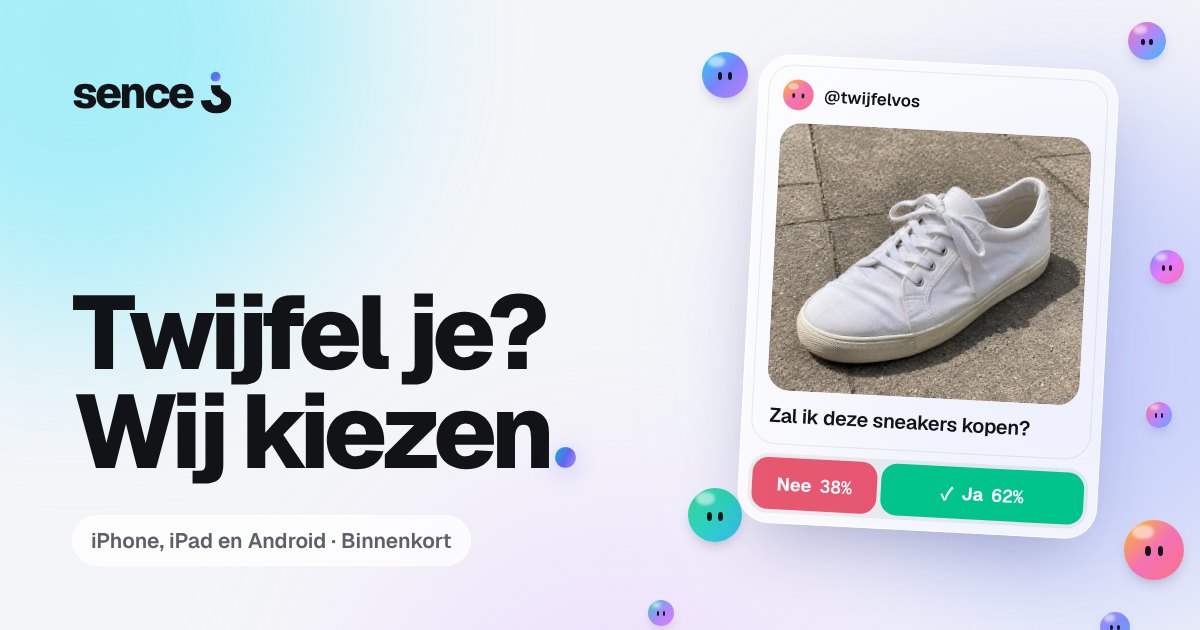 sence
Twijfel je?
Wij kiezen.
iPhone, iPad en Android · Binnenkort
@twijfelvos
Zal ik deze sneakers kopen?
Nee 38%
✓ Ja 62%